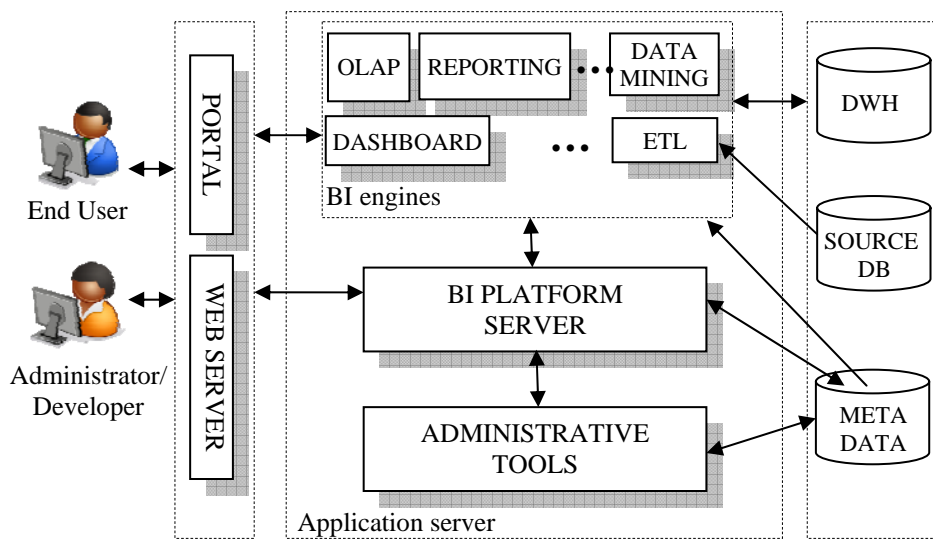 OLAP
REPORTING
•••
DATA
MINING
DASHBOARD
•••
ETL
BI engines
PORTAL
WEB SERVER
End User
Administrator/
Developer
BI PLATFORM
SERVER
ADMINISTRATIVE
TOOLS
Application server
DWH
SOURCE
DB
META
DATA